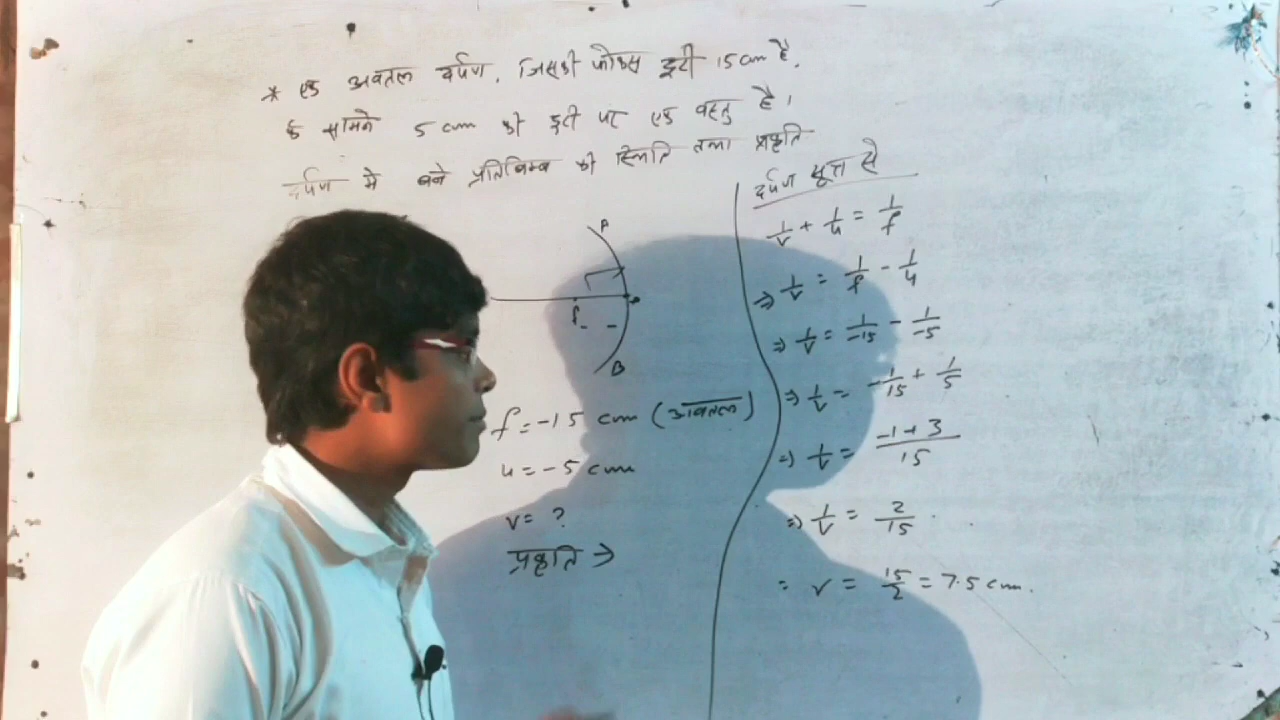 * एक अवतल दर्पण, जिसकी फोकस दूरी 15 cm है,
के सामने 5 cm की दूरी पर एक वस्तु है।
दर्पण मे बने प्रतिबिम्ब की स्थिति तथा प्रकृति
A
P
F
B
f = -15 cm (अवतल)
u = -5 cm
v = ?
प्रकृति →
दर्पण सूत्र से
1/v + 1/u = 1/f
⇒ 1/v = 1/f - 1/u
⇒ 1/v = 1/-15 - 1/-5
⇒ 1/v = -1/15 + 1/5
⇒ 1/v = -1+3/15
⇒ 1/v = 2/15
= v = 15/2 = 7.5 cm.